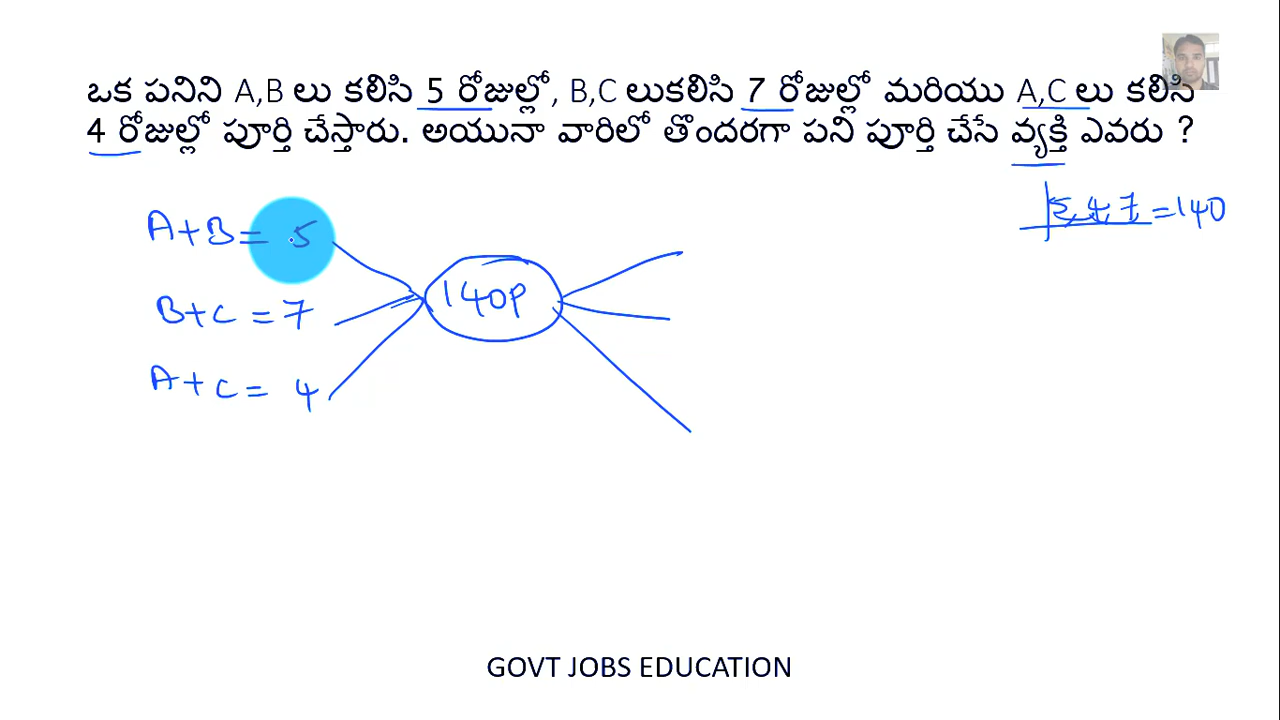 ఒక పనిని A,B లు కలిసి 5 రోజుల్లో, B,C లుకలిసి 7 రోజుల్లో మరియు A,C లు కలిసి
4 రోజుల్లో పూర్తి చేస్తారు. అయునా వారిలో తొందరగా పని పూర్తి చేసే వ్యక్తి ఎవరు ?
5, 4, 7 = 140
A+B = 5
140P
B+C = 7
A+C = 4
GOVT JOBS EDUCATION